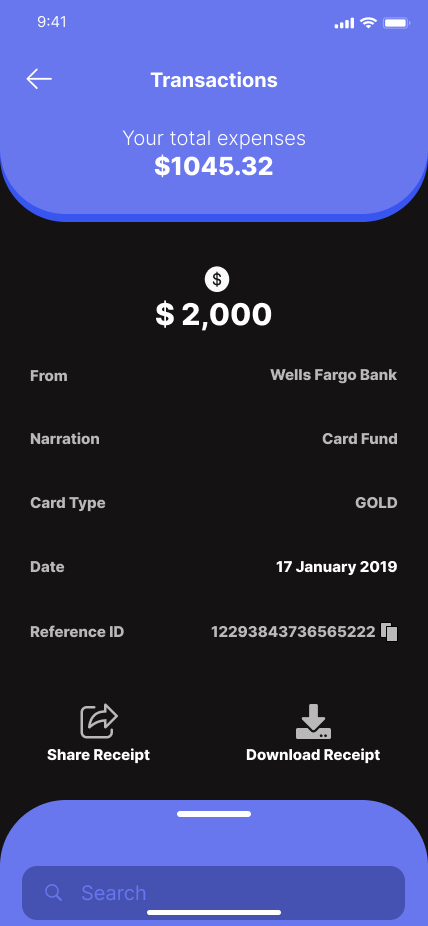 9:41
Transactions
Your total expenses
$1045.32
$
$ 2,000
From Wells Fargo Bank
Narration Card Fund
Card Type GOLD
Date 17 January 2019
Reference ID 12293843736565222
Share Receipt Download Receipt
Search